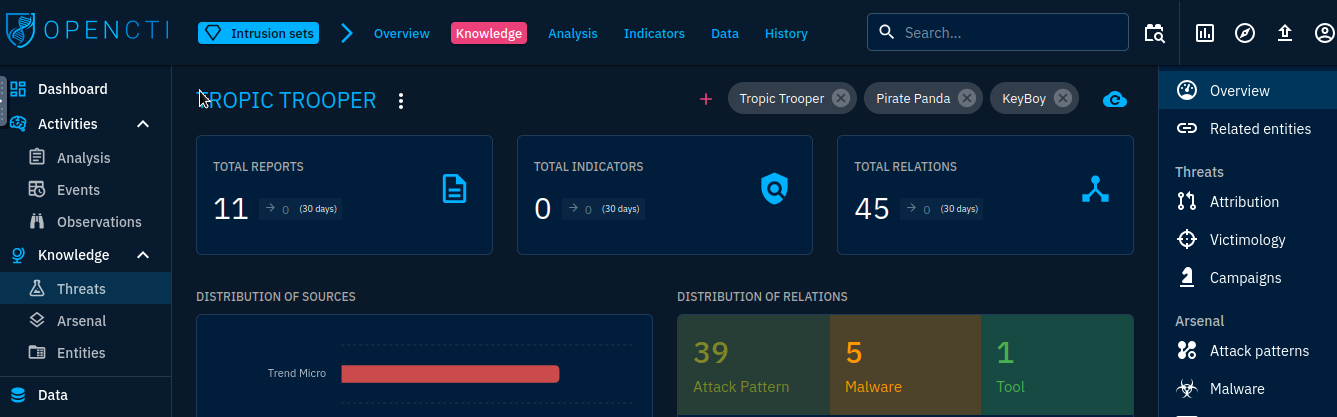 OPENCTI
Intrusion sets
Overview
Knowledge
Analysis
Indicators
Data
History
Search...
Dashboard
Activities
Analysis
Events
Observations
Knowledge
Threats
Arsenal
Entities
Data
TROPIC TROOPER
+
Tropic Trooper
Pirate Panda
KeyBoy
TOTAL REPORTS
11 → 0 (30 days)
TOTAL INDICATORS
0 → 0 (30 days)
TOTAL RELATIONS
45 → 0 (30 days)
DISTRIBUTION OF SOURCES
Trend Micro
DISTRIBUTION OF RELATIONS
39
Attack Pattern
5
Malware
1
Tool
Overview
Related entities
Threats
Attribution
Victimology
Campaigns
Arsenal
Attack patterns
Malware